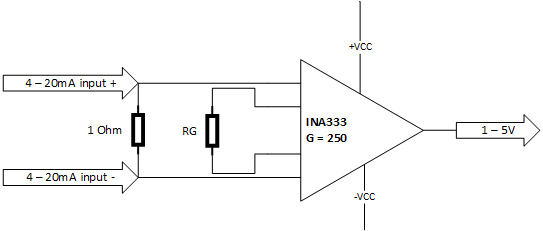 +VCC
4 – 20mA input +
1 Ohm
RG
INA333
G = 250
1 – 5V
4 – 20mA input -
-VCC